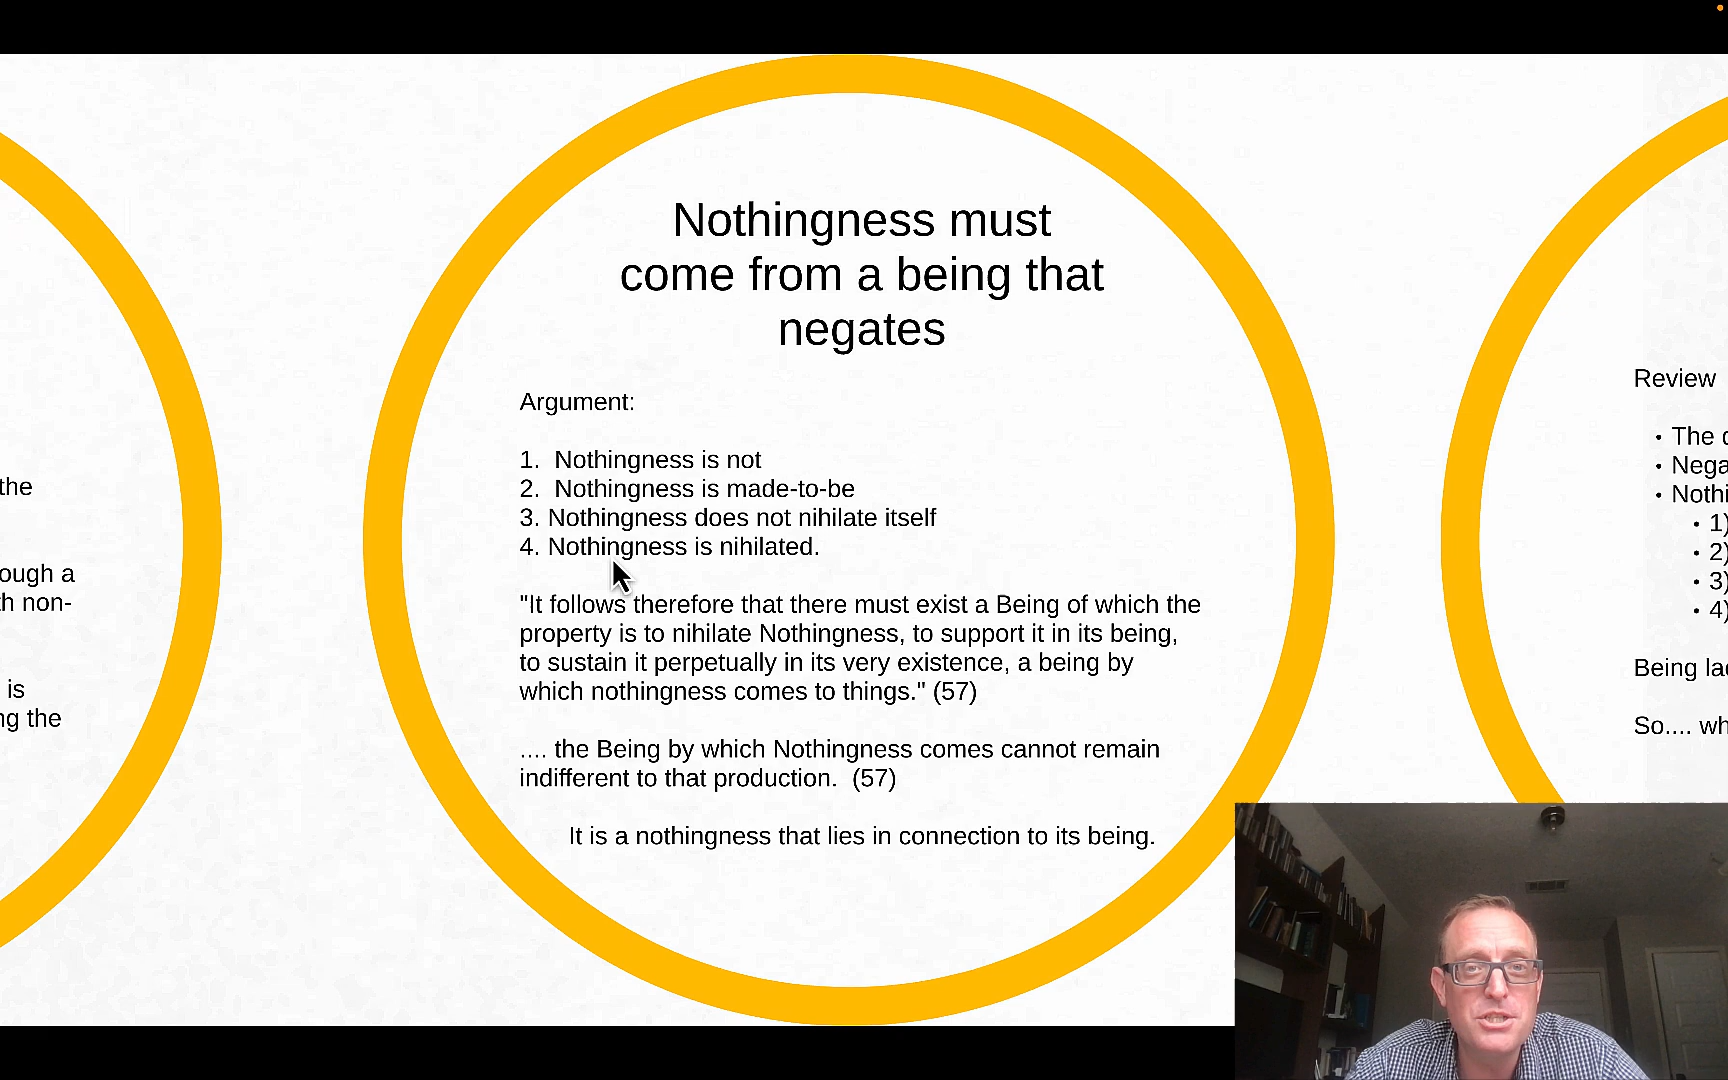 the
ough a
th non-
is
ng the
Nothingness must
come from a being that
negates
Argument:
1.  Nothingness is not
2.  Nothingness is made-to-be
3. Nothingness does not nihilate itself
4. Nothingness is nihilated.
"It follows therefore that there must exist a Being of which the
property is to nihilate Nothingness, to support it in its being,
to sustain it perpetually in its very existence, a being by
which nothingness comes to things." (57)
.... the Being by which Nothingness comes cannot remain
indifferent to that production.  (57)
It is a nothingness that lies in connection to its being.
Review
• The
• Nega
• Nothi
• 1)
• 2)
• 3)
• 4)
Being lac
So.... wh